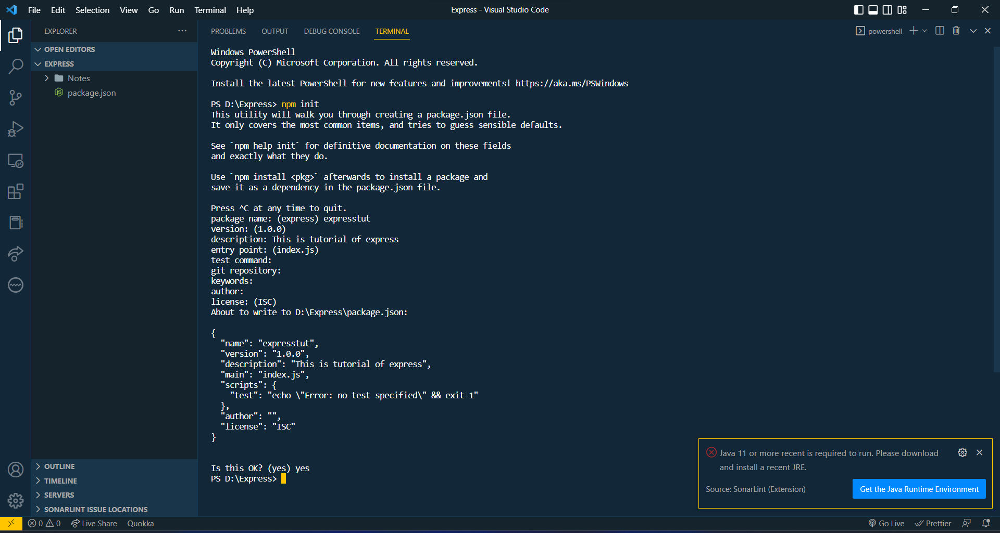 File Edit Selection View Go Run Terminal Help
Express - Visual Studio Code
EXPLORER
OPEN EDITORS
EXPRESS
Notes
package.json
OUTLINE
TIMELINE
SERVERS
SONARLINT ISSUE LOCATIONS
PROBLEMS OUTPUT DEBUG CONSOLE TERMINAL
powershell
Windows PowerShell
Copyright (C) Microsoft Corporation. All rights reserved.
Install the latest PowerShell for new features and improvements! https://aka.ms/PSWindows
PS D:\Express> npm init
This utility will walk you through creating a package.json file.
It only covers the most common items, and tries to guess sensible defaults.
See `npm help init` for definitive documentation on these fields
and exactly what they do.
Use `npm install <pkg>` afterwards to install a package and
save it as a dependency in the package.json file.
Press ^C at any time to quit.
package name: (express) expresstut
version: (1.0.0)
description: This is tutorial of express
entry point: (index.js)
test command:
git repository:
keywords:
author:
license: (ISC)
About to write to D:\Express\package.json:
{
  "name": "expresstut",
  "version": "1.0.0",
  "description": "This is tutorial of express",
  "main": "index.js",
  "scripts": {
    "test": "echo \"Error: no test specified\" && exit 1"
  },
  "author": "",
  "license": "ISC"
}
Is this OK? (yes) yes
PS D:\Express>
Java 11 or more recent is required to run. Please download
and install a recent JRE.
Source: SonarLint (Extension)
Get the Java Runtime Environment
0 0 Live Share Quokka
Go Live Prettier